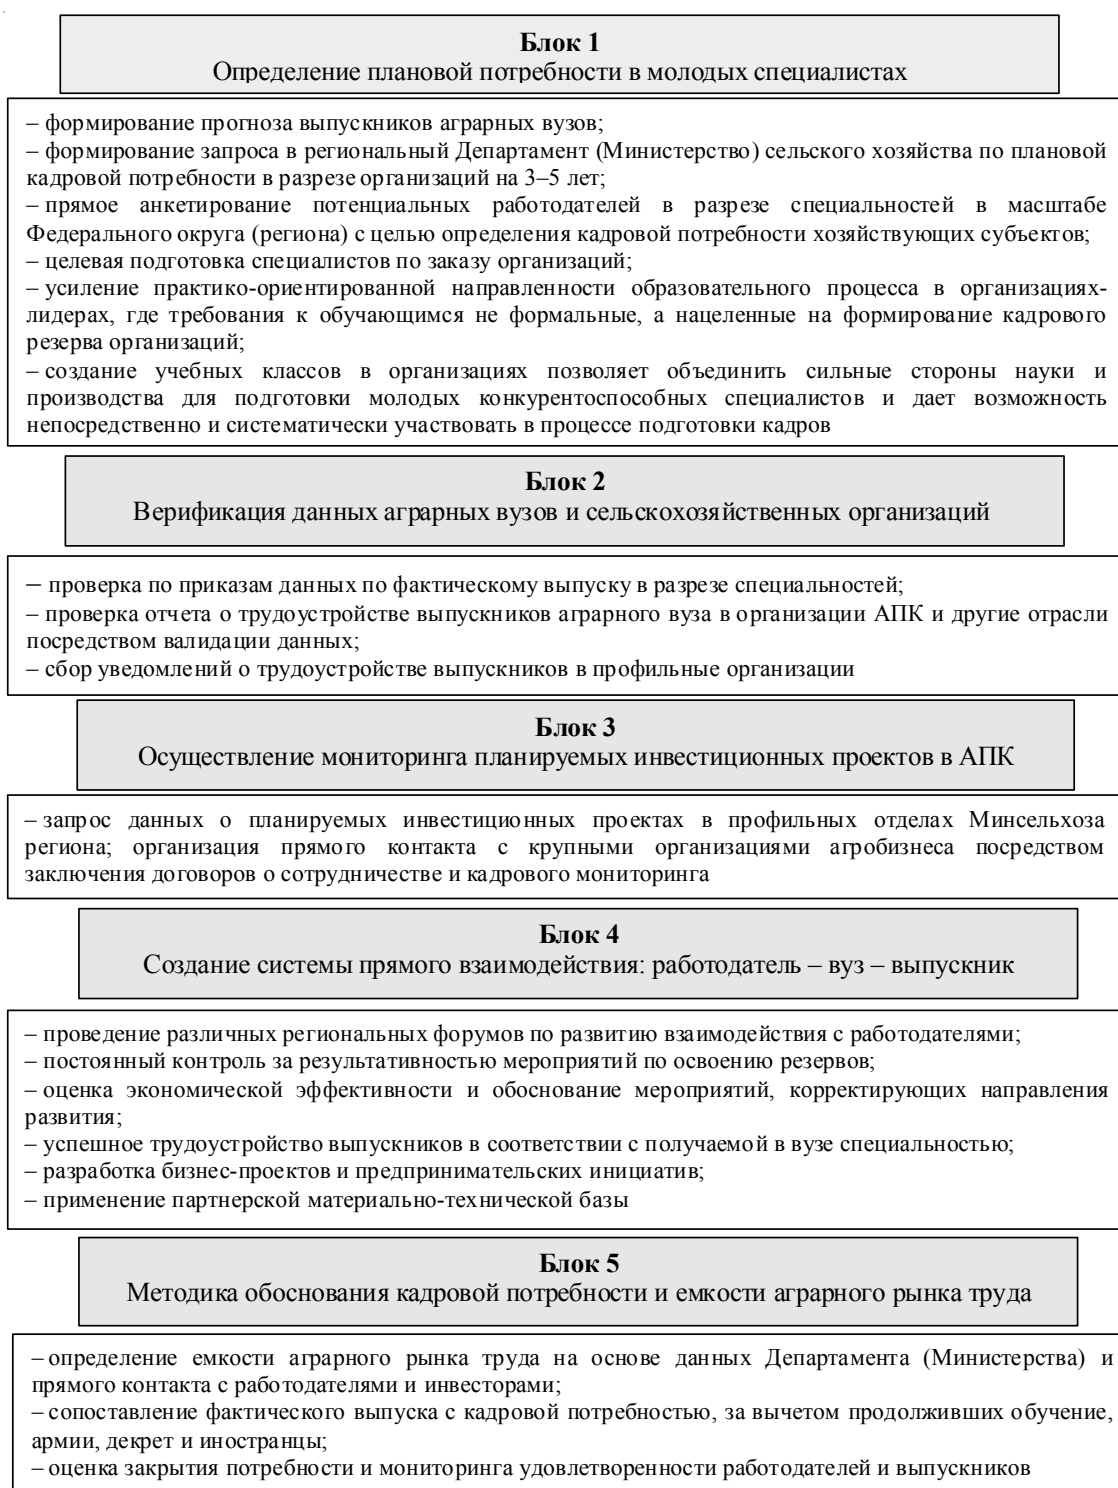 Блок 1
Определение плановой потребности в молодых специалистах
– формирование прогноза выпускников аграрных вузов;
– формирование запроса в региональный Департамент (Министерство) сельского хозяйства по плановой
кадровой потребности в разрезе организаций на 3–5 лет;
– прямое анкетирование потенциальных работодателей в разрезе специальностей в масштабе
Федерального округа (региона) с целью определения кадровой потребности хозяйствующих субъектов;
– целевая подготовка специалистов по заказу организаций;
– усиление практико-ориентированной направленности образовательного процесса в организациях-
лидерах, где требования к обучающимся не формальные, а нацеленные на формирование кадрового
резерва организаций;
– создание учебных классов в организациях позволяет объединить сильные стороны науки и
производства для подготовки молодых конкурентоспособных специалистов и дает возможность
непосредственно и систематически участвовать в процессе подготовки кадров
Блок 2
Верификация данных аграрных вузов и сельскохозяйственных организаций
– проверка по приказам данных по фактическому выпуску в разрезе специальностей;
– проверка отчета о трудоустройстве выпускников аграрного вуза в организации АПК и другие отрасли
посредством валидации данных;
– сбор уведомлений о трудоустройстве выпускников в профильные организации
Блок 3
Осуществление мониторинга планируемых инвестиционных проектов в АПК
– запрос данных о планируемых инвестиционных проектах в профильных отделах Минсельхоза
региона; организация прямого контакта с крупными организациями агробизнеса посредством
заключения договоров о сотрудничестве и кадрового мониторинга
Блок 4
Создание системы прямого взаимодействия: работодатель – вуз – выпускник
– проведение различных региональных форумов по развитию взаимодействия с работодателями;
– постоянный контроль за результативностью мероприятий по освоению резервов;
– оценка экономической эффективности и обоснование мероприятий, корректирующих направления
развития;
– успешное трудоустройство выпускников в соответствии с получаемой в вузе специальностью;
– разработка бизнес-проектов и предпринимательских инициатив;
– применение партнерской материально-технической базы
Блок 5
Методика обоснования кадровой потребности и емкости аграрного рынка труда
– определение емкости аграрного рынка труда на основе данных Департамента (Министерства) и
прямого контакта с работодателями и инвесторами;
– сопоставление фактического выпуска с кадровой потребностью, за вычетом продолживших обучение,
армии, декрет и иностранцы;
– оценка закрытия потребности и мониторинга удовлетворенности работодателей и выпускников